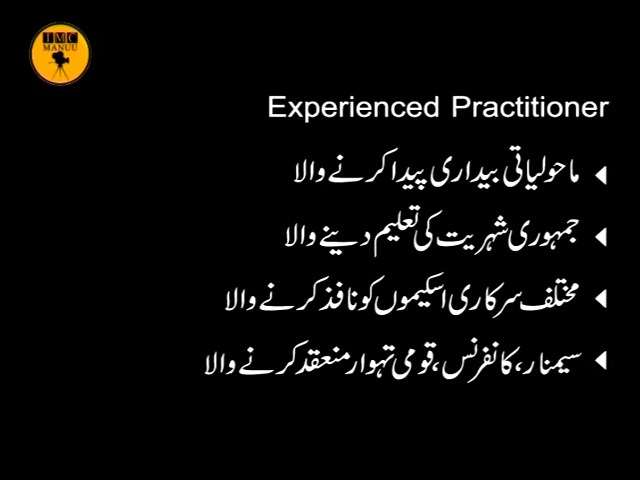 IMC
MANUU
Experienced Practitioner
ماحولیاتی بیداری پیدا کرنے والا
جمہوری شہریت کی تعلیم دینے والا
مختلف سرکاری اسکیموں کو نافذ کرنے والا
سیمنار، کانفرنس، قومی تہوار منعقد کرنے والا